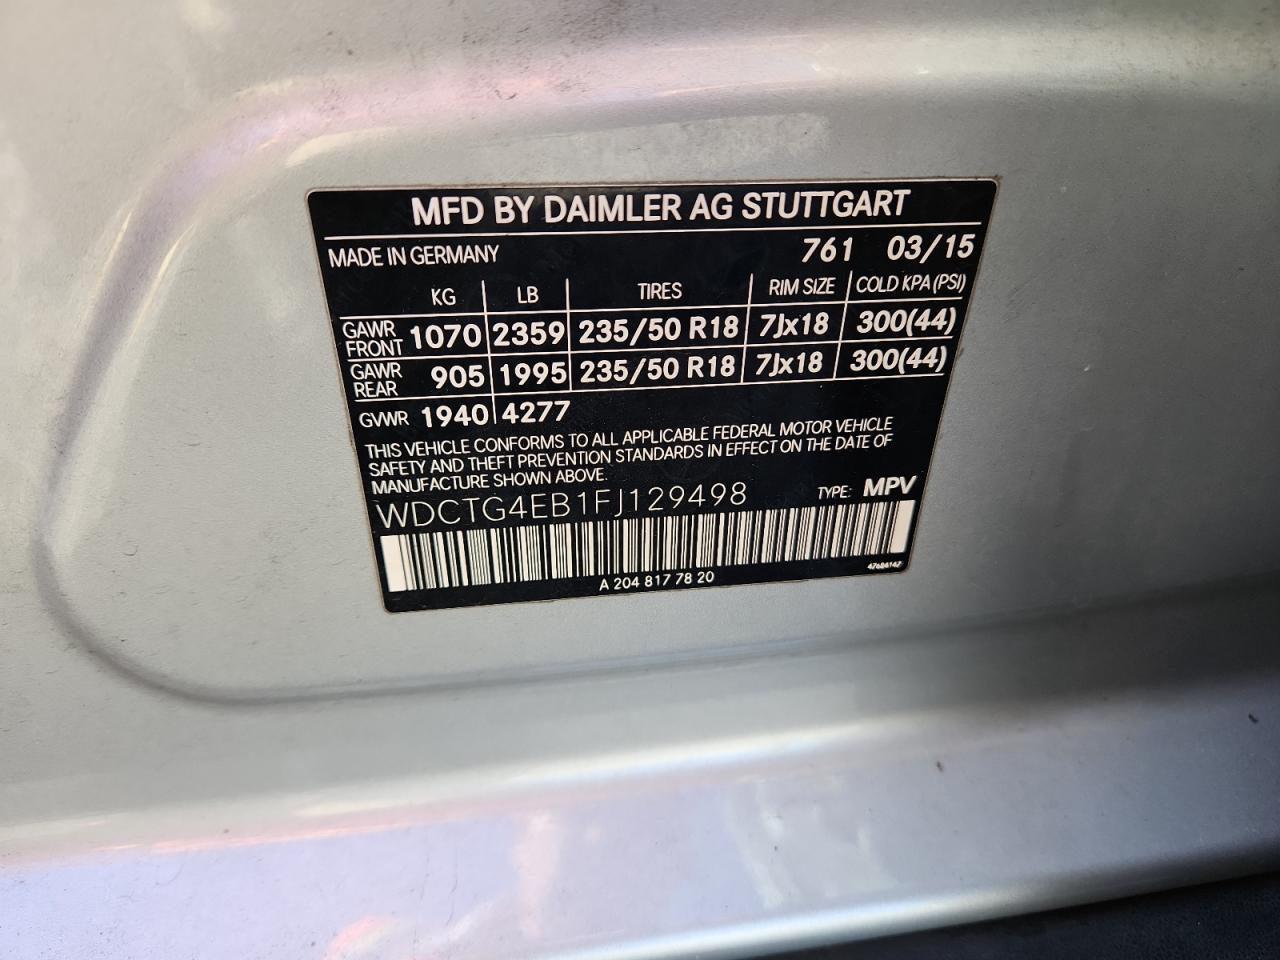 MFD BY DAIMLER AG STUTTGART
MADE IN GERMANY 761 03/15
KG LB TIRES RIM SIZE COLD KPA (PSI)
GAWR FRONT 1070 2359 235/50 R18 7Jx18 300(44)
GAWR REAR 905 1995 235/50 R18 7Jx18 300(44)
GVWR 1940 4277
THIS VEHICLE CONFORMS TO ALL APPLICABLE FEDERAL MOTOR VEHICLE
SAFETY AND THEFT PREVENTION STANDARDS IN EFFECT ON THE DATE OF
MANUFACTURE SHOWN ABOVE.
WDCTG4EB1FJ129498 TYPE: MPV
A 204 817 78 20